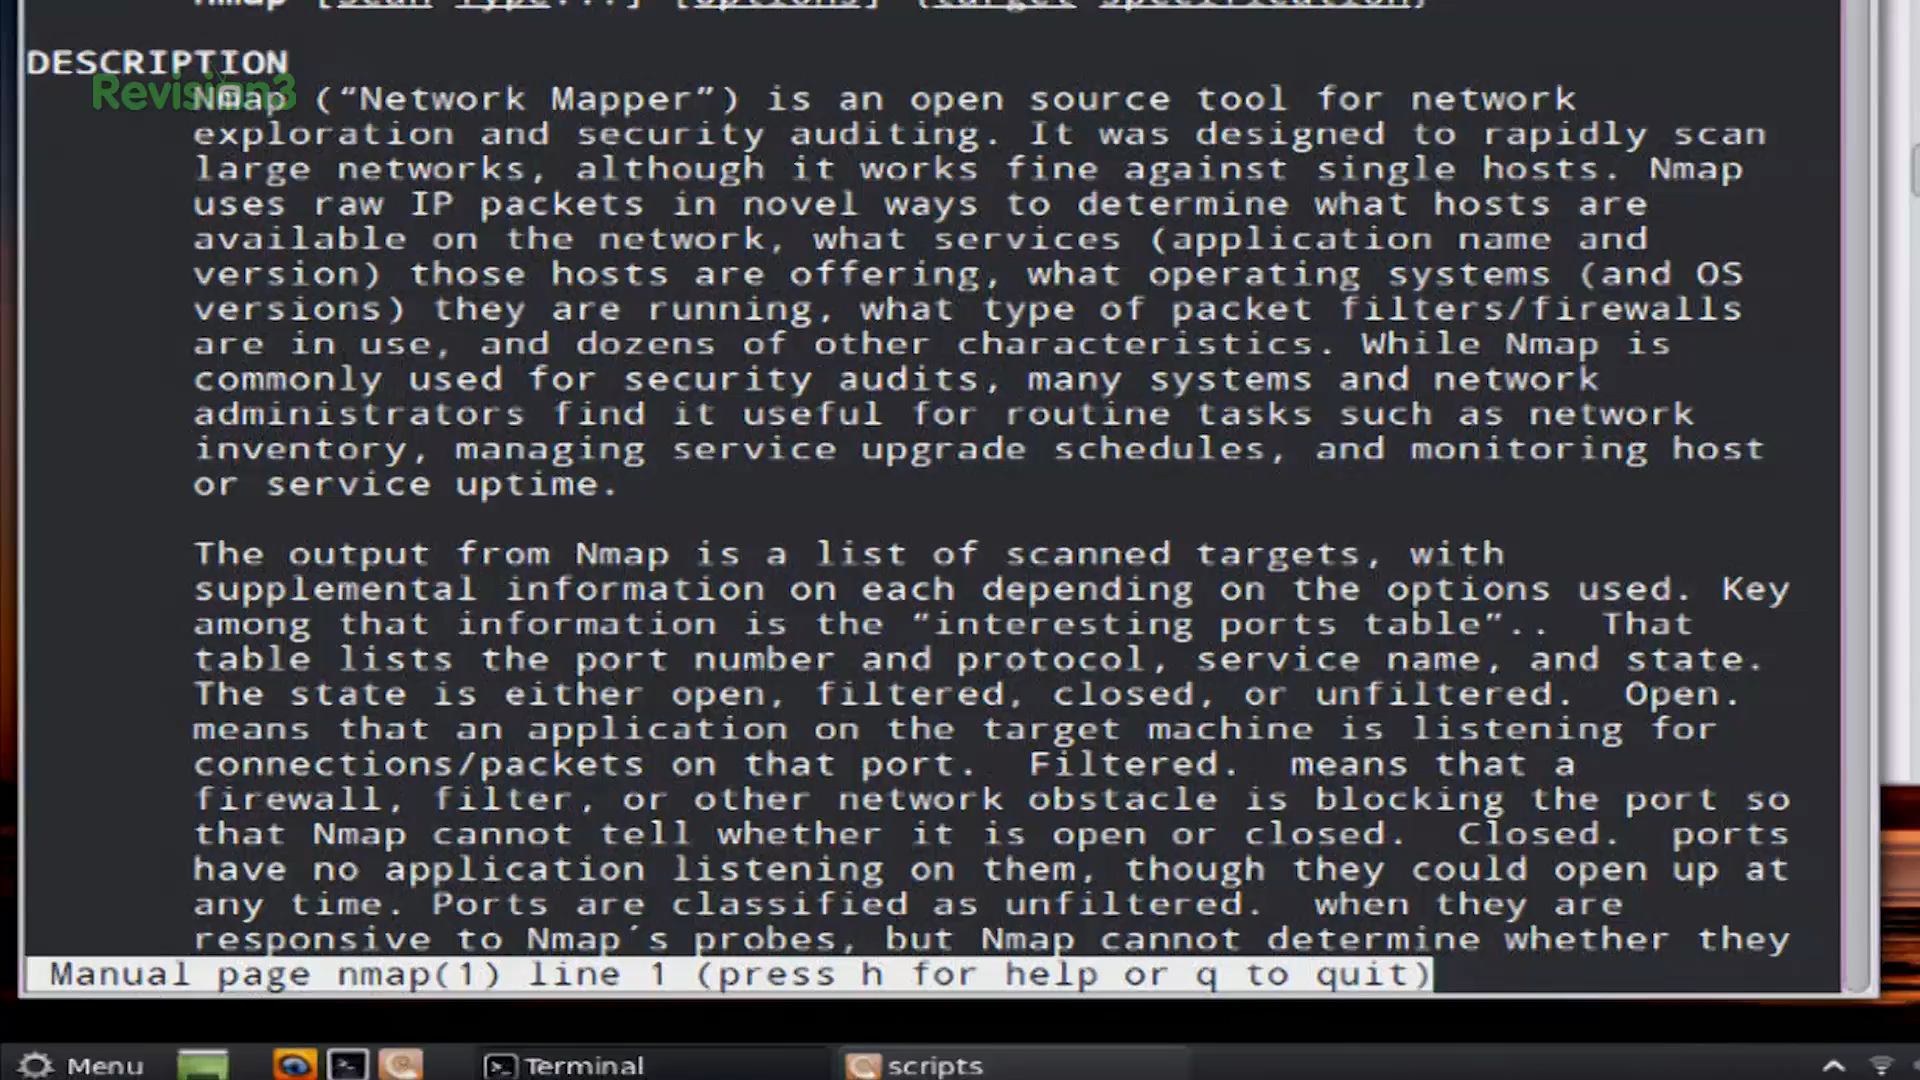 Nmap [Scan Type...] [Options] {target specification}
DESCRIPTION
Revision3
Nmap (“Network Mapper”) is an open source tool for network
exploration and security auditing. It was designed to rapidly scan
large networks, although it works fine against single hosts. Nmap
uses raw IP packets in novel ways to determine what hosts are
available on the network, what services (application name and
version) those hosts are offering, what operating systems (and OS
versions) they are running, what type of packet filters/firewalls
are in use, and dozens of other characteristics. While Nmap is
commonly used for security audits, many systems and network
administrators find it useful for routine tasks such as network
inventory, managing service upgrade schedules, and monitoring host
or service uptime.
The output from Nmap is a list of scanned targets, with
supplemental information on each depending on the options used. Key
among that information is the “interesting ports table”..  That
table lists the port number and protocol, service name, and state.
The state is either open, filtered, closed, or unfiltered.  Open.
means that an application on the target machine is listening for
connections/packets on that port.  Filtered.  means that a
firewall, filter, or other network obstacle is blocking the port so
that Nmap cannot tell whether it is open or closed.  Closed.  ports
have no application listening on them, though they could open up at
any time. Ports are classified as unfiltered.  when they are
responsive to Nmap´s probes, but Nmap cannot determine whether they
Manual page nmap(1) line 1 (press h for help or q to quit)
Menu
Terminal
scripts